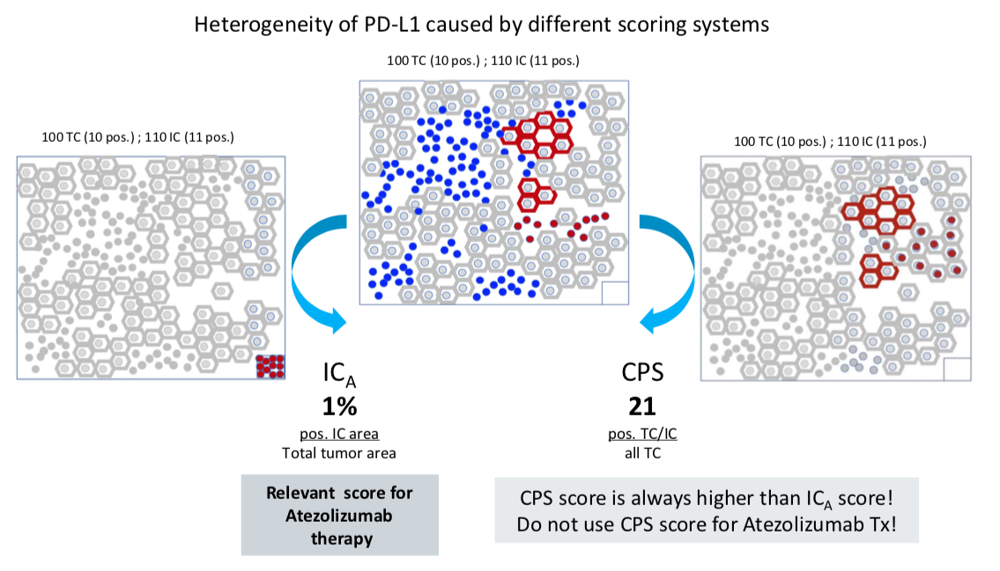 Heterogeneity of PD-L1 caused by different scoring systems
100 TC (10 pos.) ; 110 IC (11 pos.)
100 TC (10 pos.) ; 110 IC (11 pos.)
100 TC (10 pos.) ; 110 IC (11 pos.)
ICA
1%
pos. IC area
Total tumor area
CPS
21
pos. TC/IC
all TC
Relevant score for
Atezolizumab
therapy
CPS score is always higher than ICA score!
Do not use CPS score for Atezolizumab Tx!